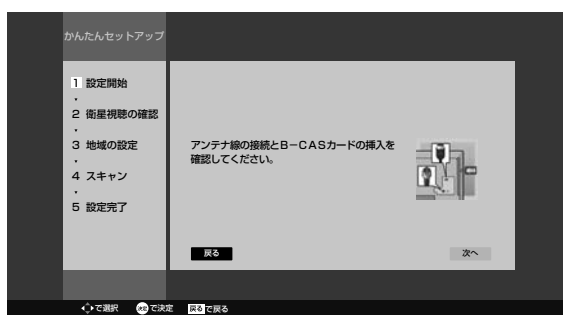 かんたんセットアップ
1 設定開始
2 衛星視聴の確認
3 地域の設定
4 スキャン
5 設定完了
アンテナ線の接続とB－CASカードの挿入を
確認してください。
戻る
次へ
で選択 決定で決定 戻るで戻る